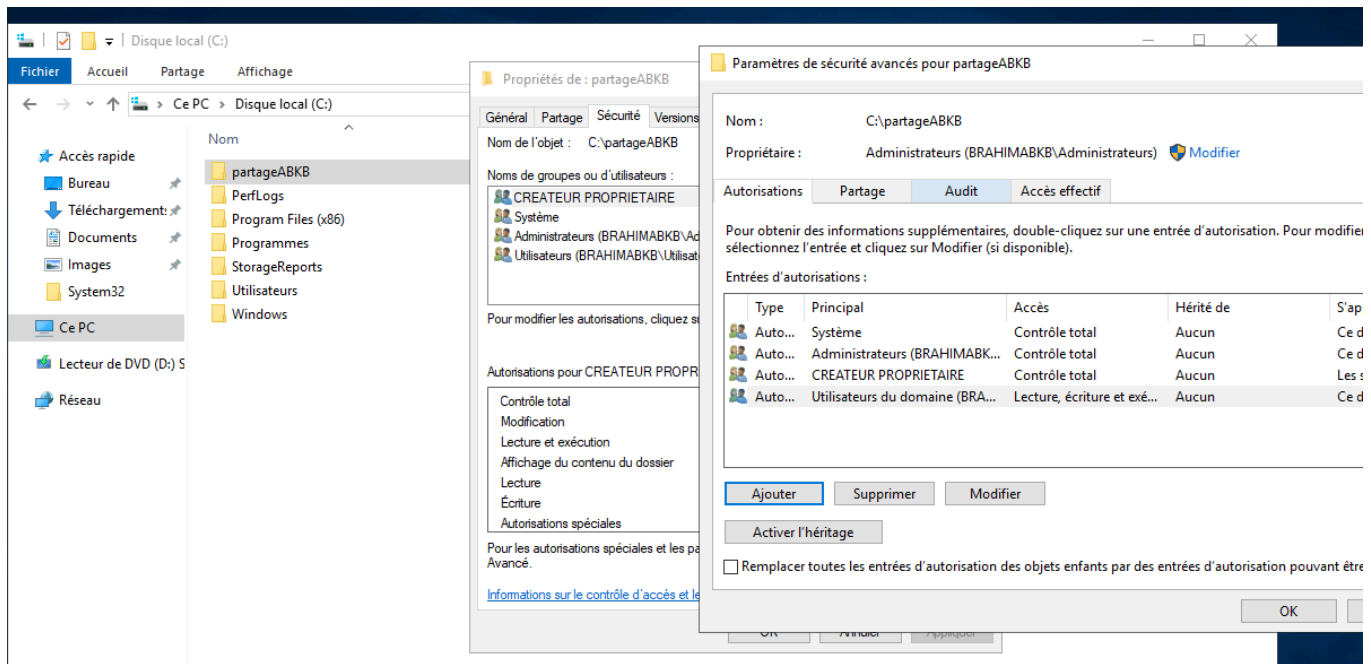 Disque local (C:)
Fichier Accueil Partage Affichage
Ce PC > Disque local (C:)
Accès rapide
Bureau
Téléchargement:
Documents
Images
System32
Ce PC
Lecteur de DVD (D:) S
Réseau
Nom
partageABKB
PerfLogs
Program Files (x86)
Programmes
StorageReports
Utilisateurs
Windows
Propriétés de : partageABKB
Général Partage Sécurité Versions
Nom de l'objet : C:\partageABKB
Noms de groupes ou d'utilisateurs :
CREATEUR PROPRIETAIRE
Système
Administrateurs (BRAHIMABKB\Ad
Utilisateurs (BRAHIMABKB\Utilisat
Pour modifier les autorisations, cliquez su
Autorisations pour CREATEUR PROPR
Contrôle total
Modification
Lecture et exécution
Affichage du contenu du dossier
Lecture
Écriture
Autorisations spéciales
Pour les autorisations spéciales et les pa
Avancé.
Informations sur le contrôle d'accès et le
OK Annuler Appliquer
Paramètres de sécurité avancés pour partageABKB
Nom : C:\partageABKB
Propriétaire : Administrateurs (BRAHIMABKB\Administrateurs) Modifier
Autorisations Partage Audit Accès effectif
Pour obtenir des informations supplémentaires, double-cliquez sur une entrée d'autorisation. Pour modifier
sélectionnez l'entrée et cliquez sur Modifier (si disponible).
Entrées d'autorisations :
Type Principal Accès Hérité de S'ap
Auto... Système Contrôle total Aucun Ce d
Auto... Administrateurs (BRAHIMABK... Contrôle total Aucun Ce d
Auto... CREATEUR PROPRIETAIRE Contrôle total Aucun Les s
Auto... Utilisateurs du domaine (BRA... Lecture, écriture et exé... Aucun Ce d
Ajouter Supprimer Modifier
Activer l'héritage
Remplacer toutes les entrées d'autorisation des objets enfants par des entrées d'autorisation pouvant être
OK